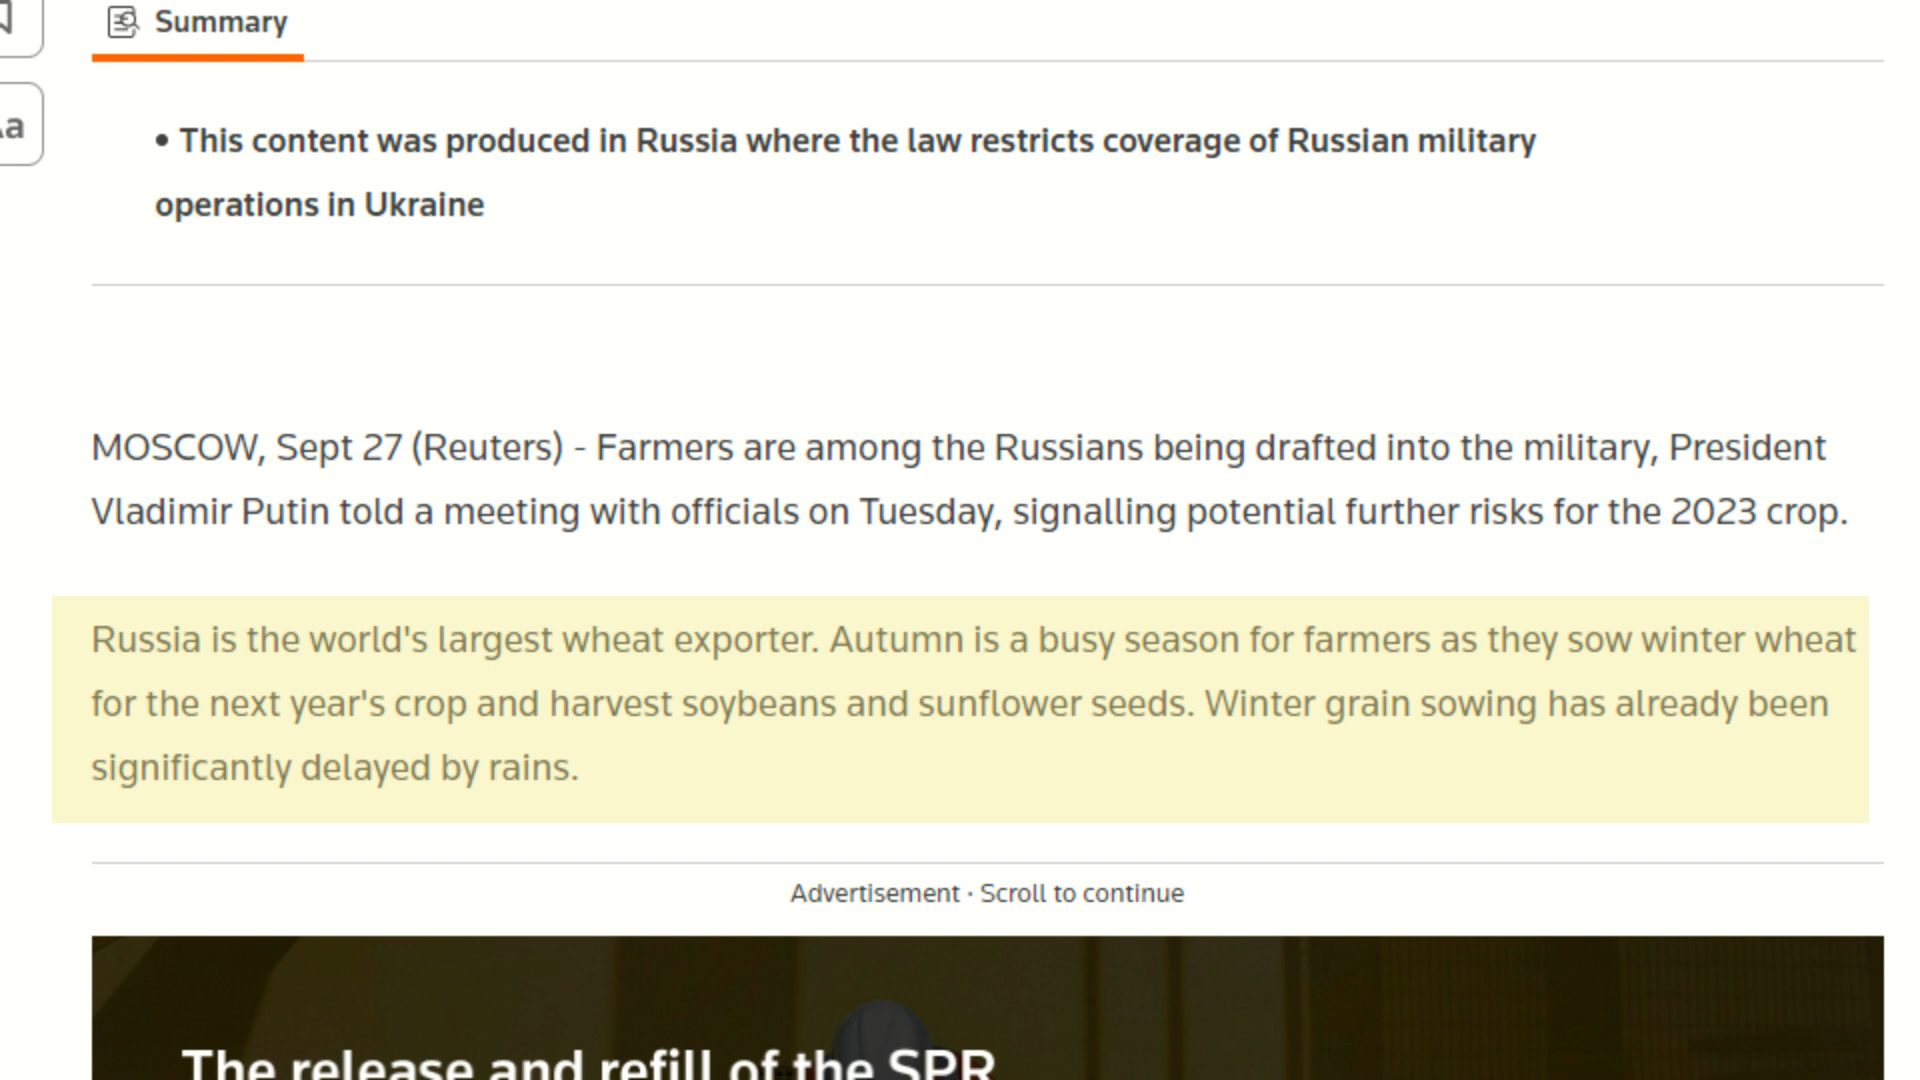 Summary
Aa
• This content was produced in Russia where the law restricts coverage of Russian military
operations in Ukraine
MOSCOW, Sept 27 (Reuters) - Farmers are among the Russians being drafted into the military, President
Vladimir Putin told a meeting with officials on Tuesday, signalling potential further risks for the 2023 crop.
Russia is the world's largest wheat exporter. Autumn is a busy season for farmers as they sow winter wheat
for the next year's crop and harvest soybeans and sunflower seeds. Winter grain sowing has already been
significantly delayed by rains.
Advertisement · Scroll to continue
The release and refill of the SPR